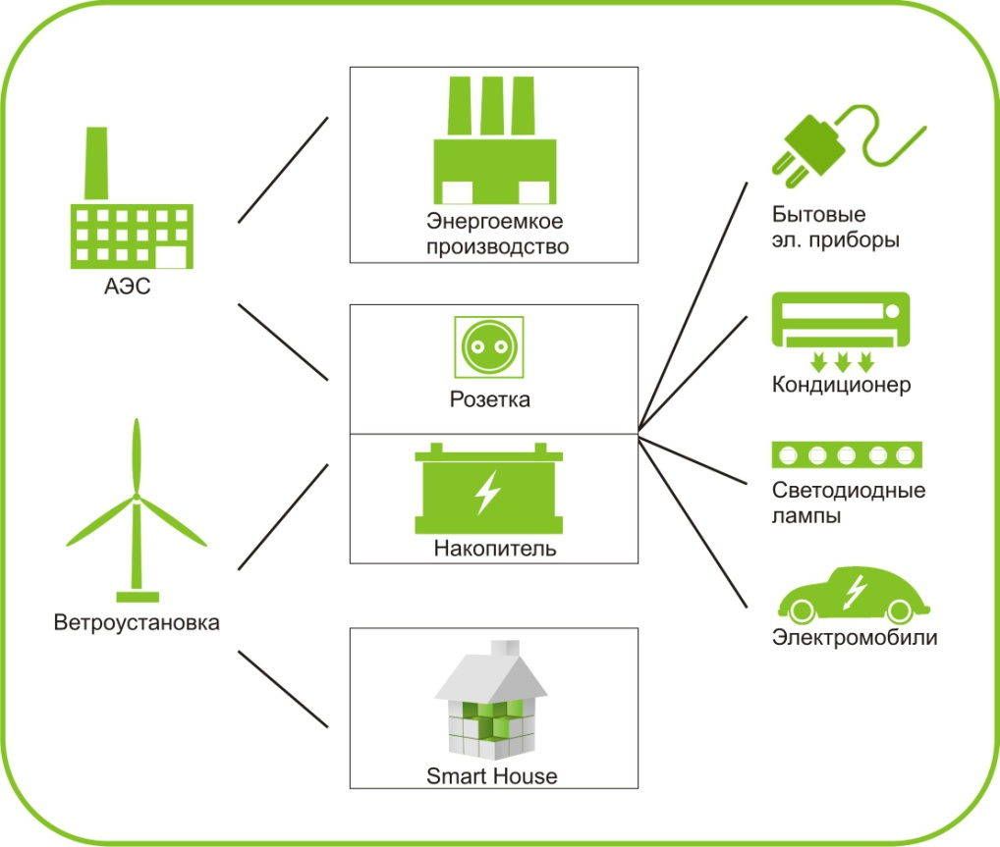 АЭС
Ветроустановка
Энергоемкое
производство
Розетка
Накопитель
Smart House
Бытовые
эл. приборы
Кондиционер
Светодиодные
лампы
Электромобили